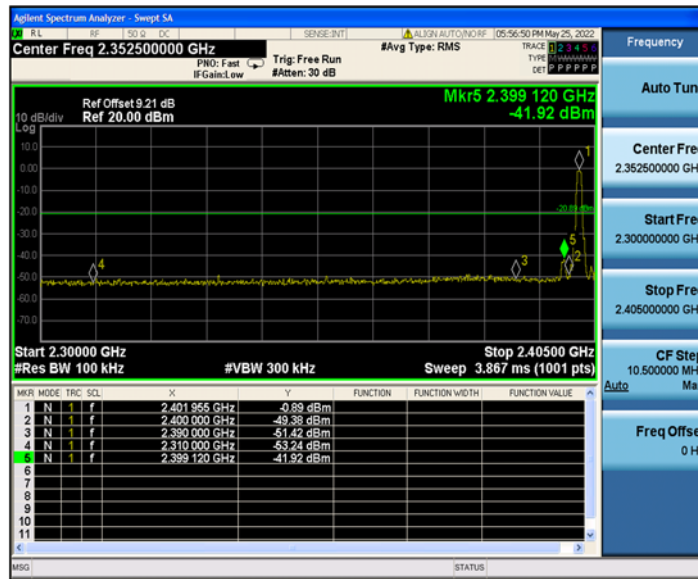 Agilent Spectrum Analyzer - Swept SA
RL RF 50 Ω DC SENSE:INT ALIGN AUTO/NO RF 05:56:50 PM May 25, 2022
Center Freq 2.352500000 GHz #Avg Type: RMS TRACE 1 2 3 4 5 6
PNO: Fast Trig: Free Run TYPE
IFGain:Low #Atten: 30 dB DET P P P P P P
Ref Offset 9.21 dB Mkr5 2.399 120 GHz
10 dB/div Ref 20.00 dBm -41.92 dBm
Log
10.0
0.00
-10.0
-20.0
-20.89 dBm
-30.0
-40.0
-50.0
-60.0
-70.0
1
5
2
3
4
Start 2.30000 GHz Stop 2.40500 GHz
#Res BW 100 kHz #VBW 300 kHz Sweep 3.867 ms (1001 pts)
MKR MODE TRC SCL X Y FUNCTION FUNCTION WIDTH FUNCTION VALUE
1 N 1 f 2.401 955 GHz -0.89 dBm
2 N 1 f 2.400 000 GHz -49.38 dBm
3 N 1 f 2.390 000 GHz -51.42 dBm
4 N 1 f 2.310 000 GHz -53.24 dBm
5 N 1 f 2.399 120 GHz -41.92 dBm
6
7
8
9
10
11
MSG STATUS
Frequency
Auto Tun
Center Fre
2.352500000 GH
Start Fre
2.300000000 GH
Stop Fre
2.405000000 GH
CF Step
10.500000 MH
Auto Ma
Freq Offse
0 H